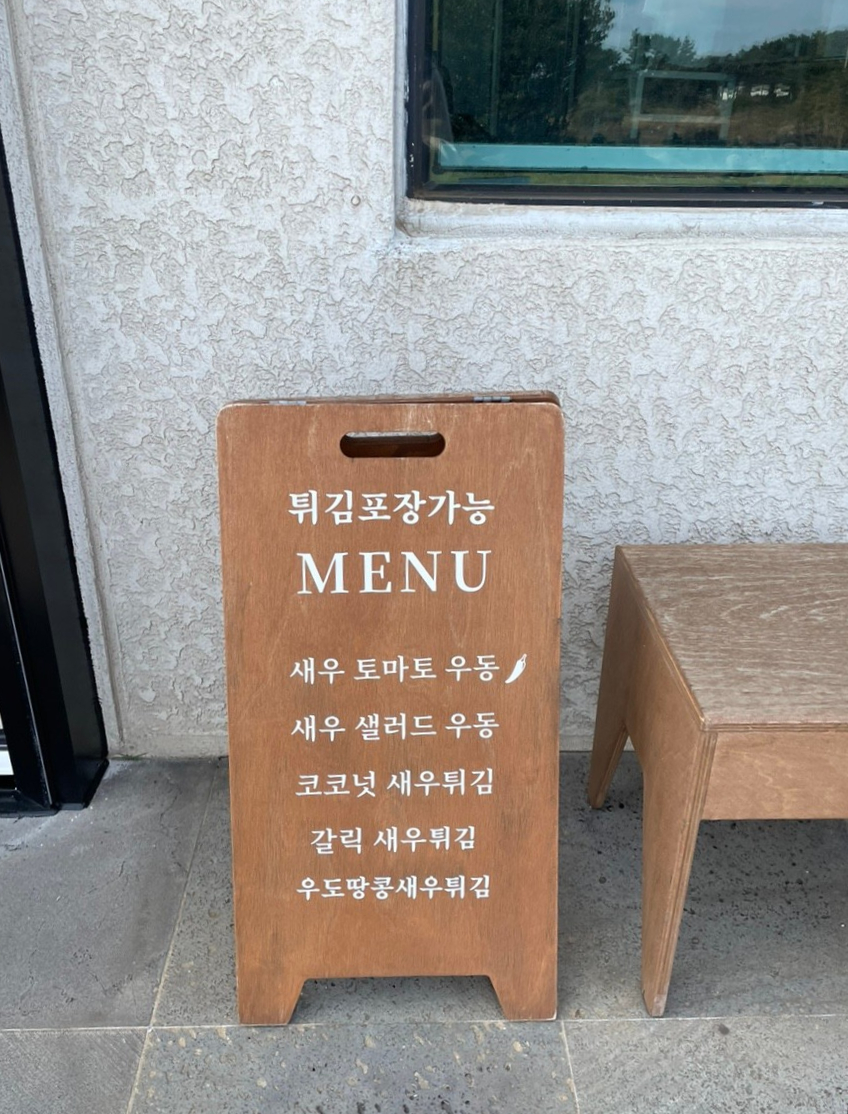 튀김포장가능
MENU
새우 토마토 우동
새우 샐러드 우동
코코넛 새우튀김
갈릭 새우튀김
우도땅콩새우튀김